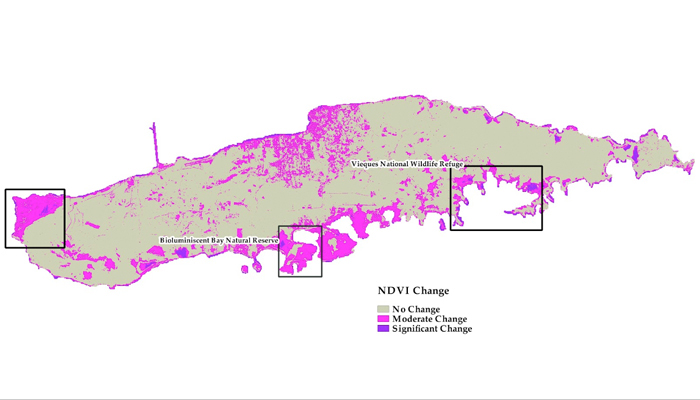 Vieques National Wildlife Refuge
Bioluminiscent Bay Natural Reserve
NDVI Change
No Change
Moderate Change
Significant Change